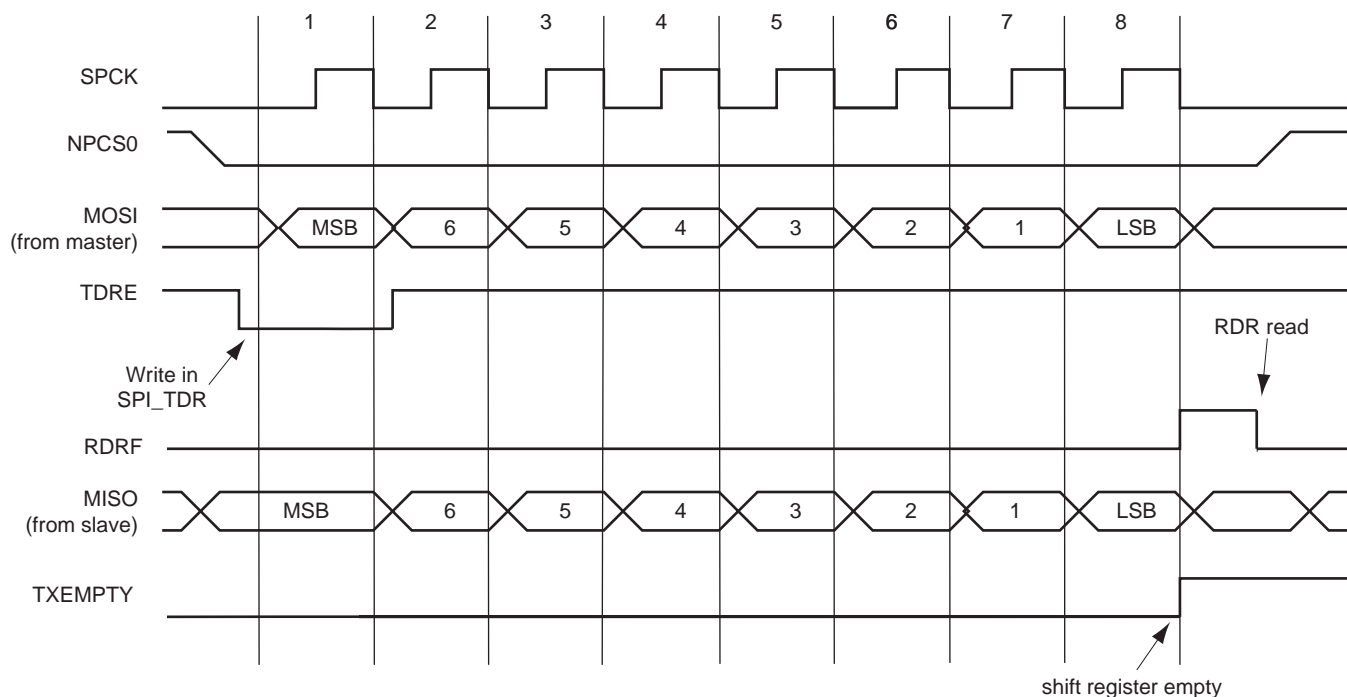 1 2 3 4 5 6 7 8
SPCK
NPCS0
MOSI
(from master)
MSB 6 5 4 3 2 1 LSB
TDRE
RDR read
Write in
SPI_TDR
RDRF
MISO
(from slave)
MSB 6 5 4 3 2 1 LSB
TXEMPTY
shift register empty